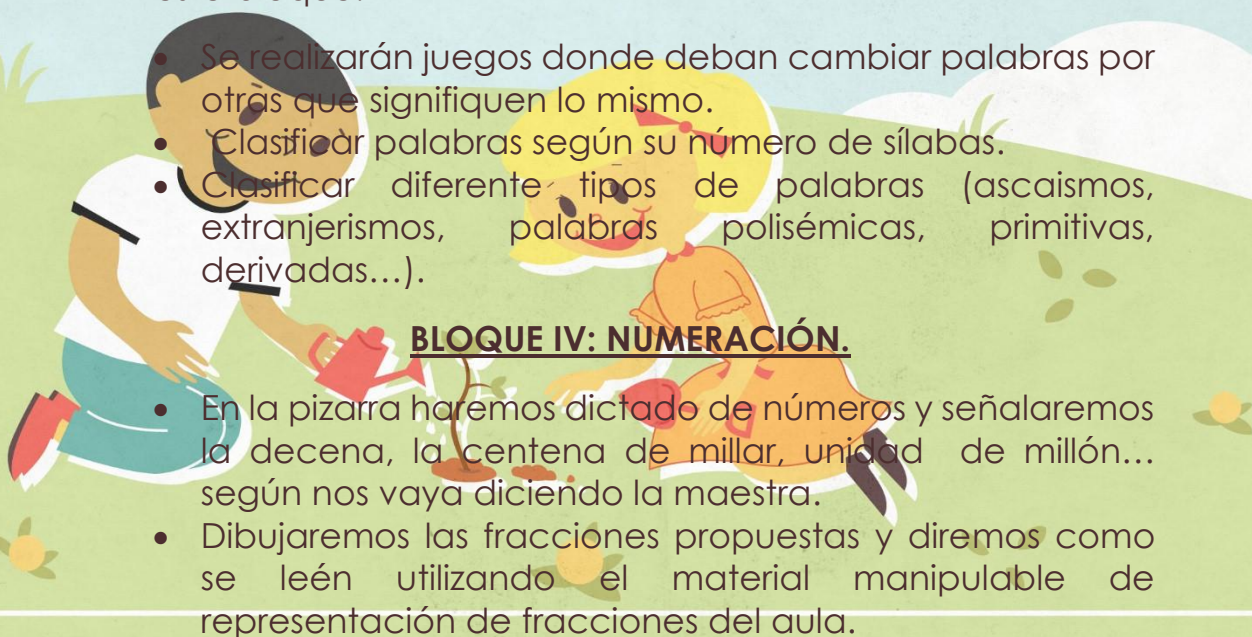 • Se realizarán juegos donde deban cambiar palabras por
otras que signifiquen lo mismo.
• Clasificar palabras según su número de sílabas.
• Clasificar diferente tipos de palabras (ascaismos,
extranjerismos, palabras polisémicas, primitivas,
derivadas...).
BLOQUE IV: NUMERACIÓN.
• En la pizarra haremos dictado de números y señalaremos
la decena, la centena de millar, unidad de millón...
según nos vaya diciendo la maestra.
• Dibujaremos las fracciones propuestas y diremos como
se leén utilizando el material manipulable de
representación de fracciones del aula.